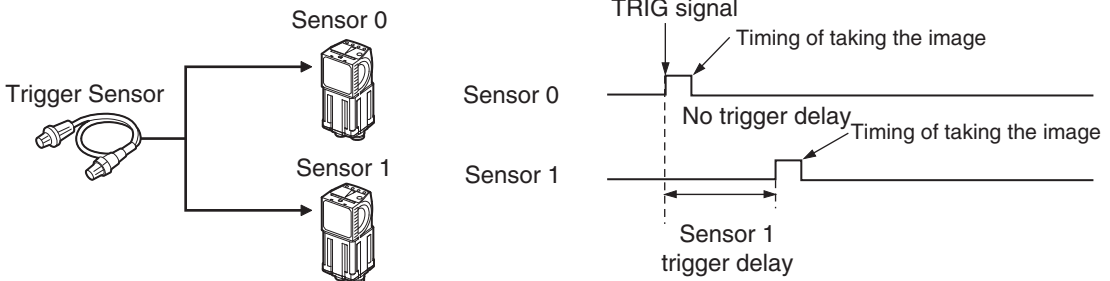 Sensor 0
Trigger Sensor
Sensor 1
TRIG signal
Timing of taking the image
Sensor 0
No trigger delay
Timing of taking the image
Sensor 1
Sensor 1
trigger delay